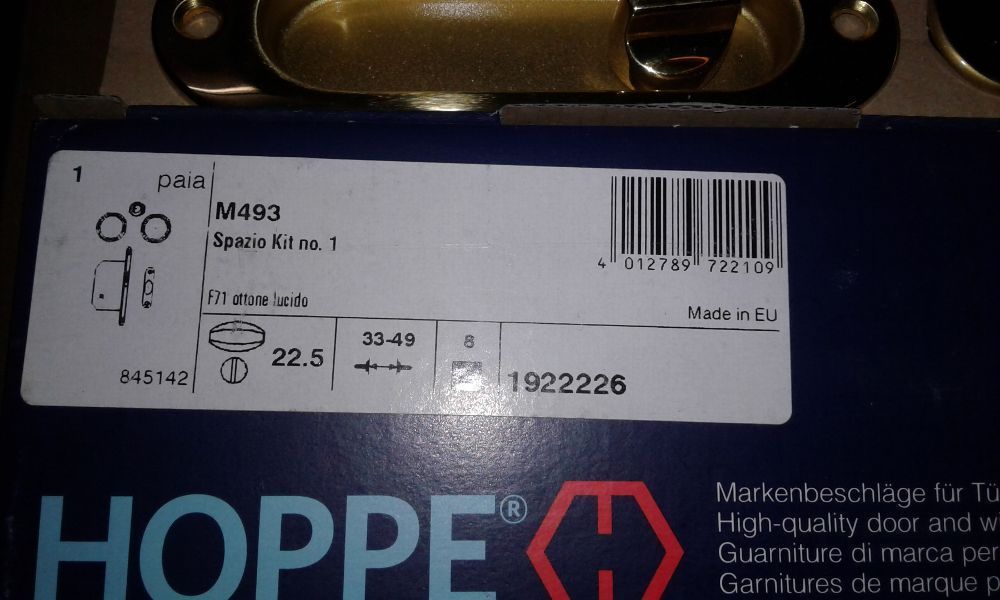 1 paia
M493
Spazio Kit no. 1
4 012789 722109
F71 ottone lucido
Made in EU
22.5
33-49
8
845142
1922226
HOPPE®
Markenbeschläge für Tü
High-quality door and w
Guarniture di marca per
Garnitures de marque p